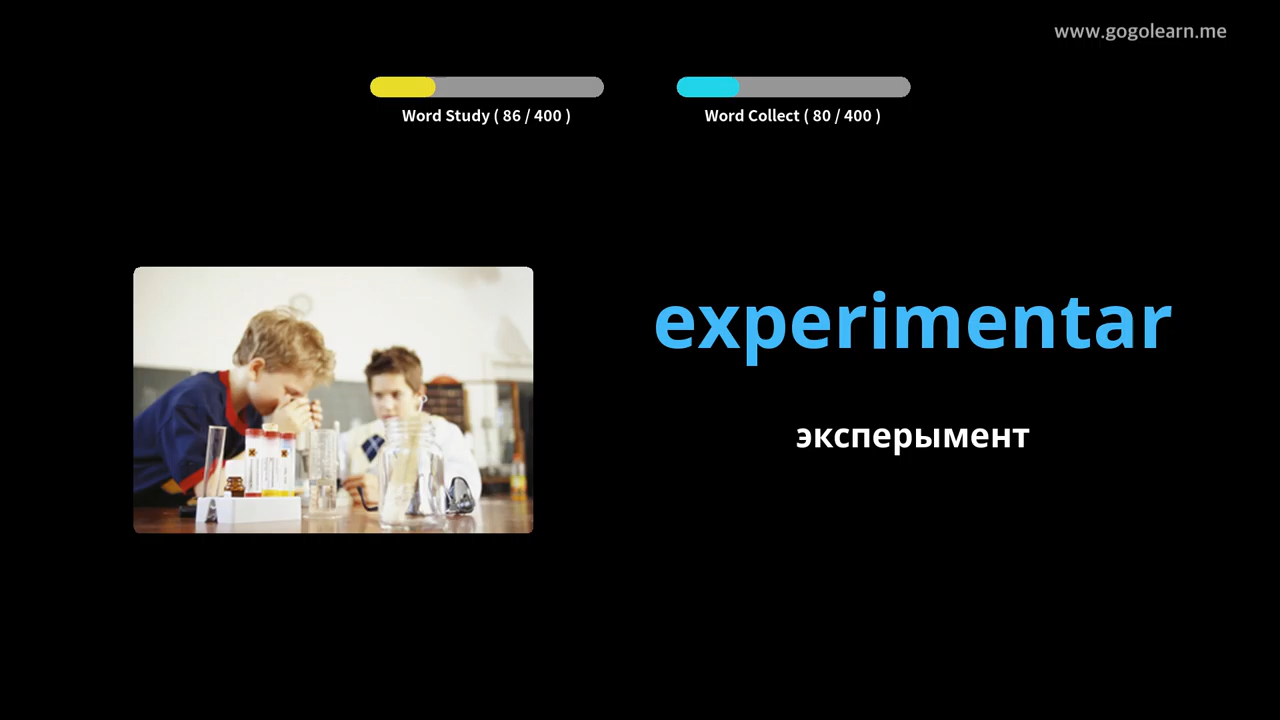 www.gogolearn.me
Word Study ( 86 / 400 )
Word Collect ( 80 / 400 )
experimentar
эксперымент